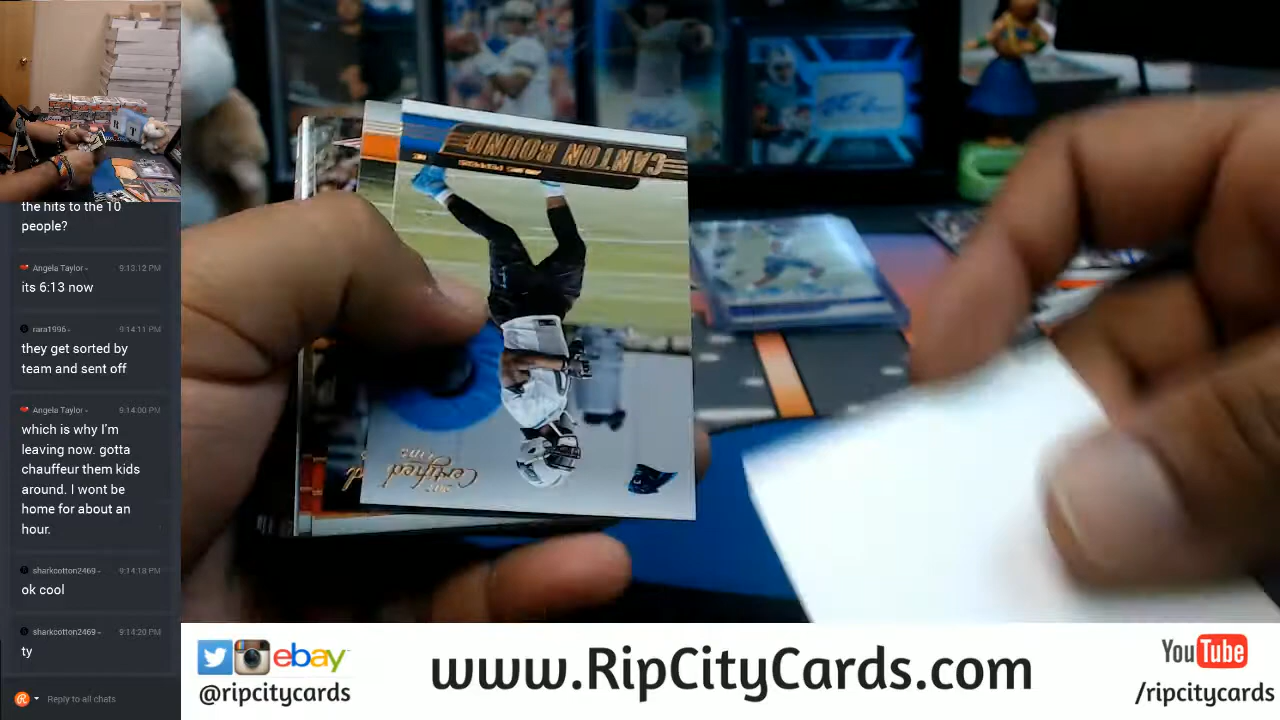 the hits to the 10
people?
Angela Taylor - 9:13:12 PM
its 6:13 now
rara1996 - 9:14:11 PM
they get sorted by
team and sent off
Angela Taylor - 9:14:00 PM
which is why I'm
leaving now. gotta
chauffeur them kids
around. I wont be
home for about an
hour.
sharkcotton2469 - 9:14:18 PM
ok cool
sharkcotton2469 - 9:14:20 PM
ty
Reply to all chats
CANTON BOUND
Certified
ebay
@ripcitycards
www.RipCityCards.com
YouTube
/ripcitycards